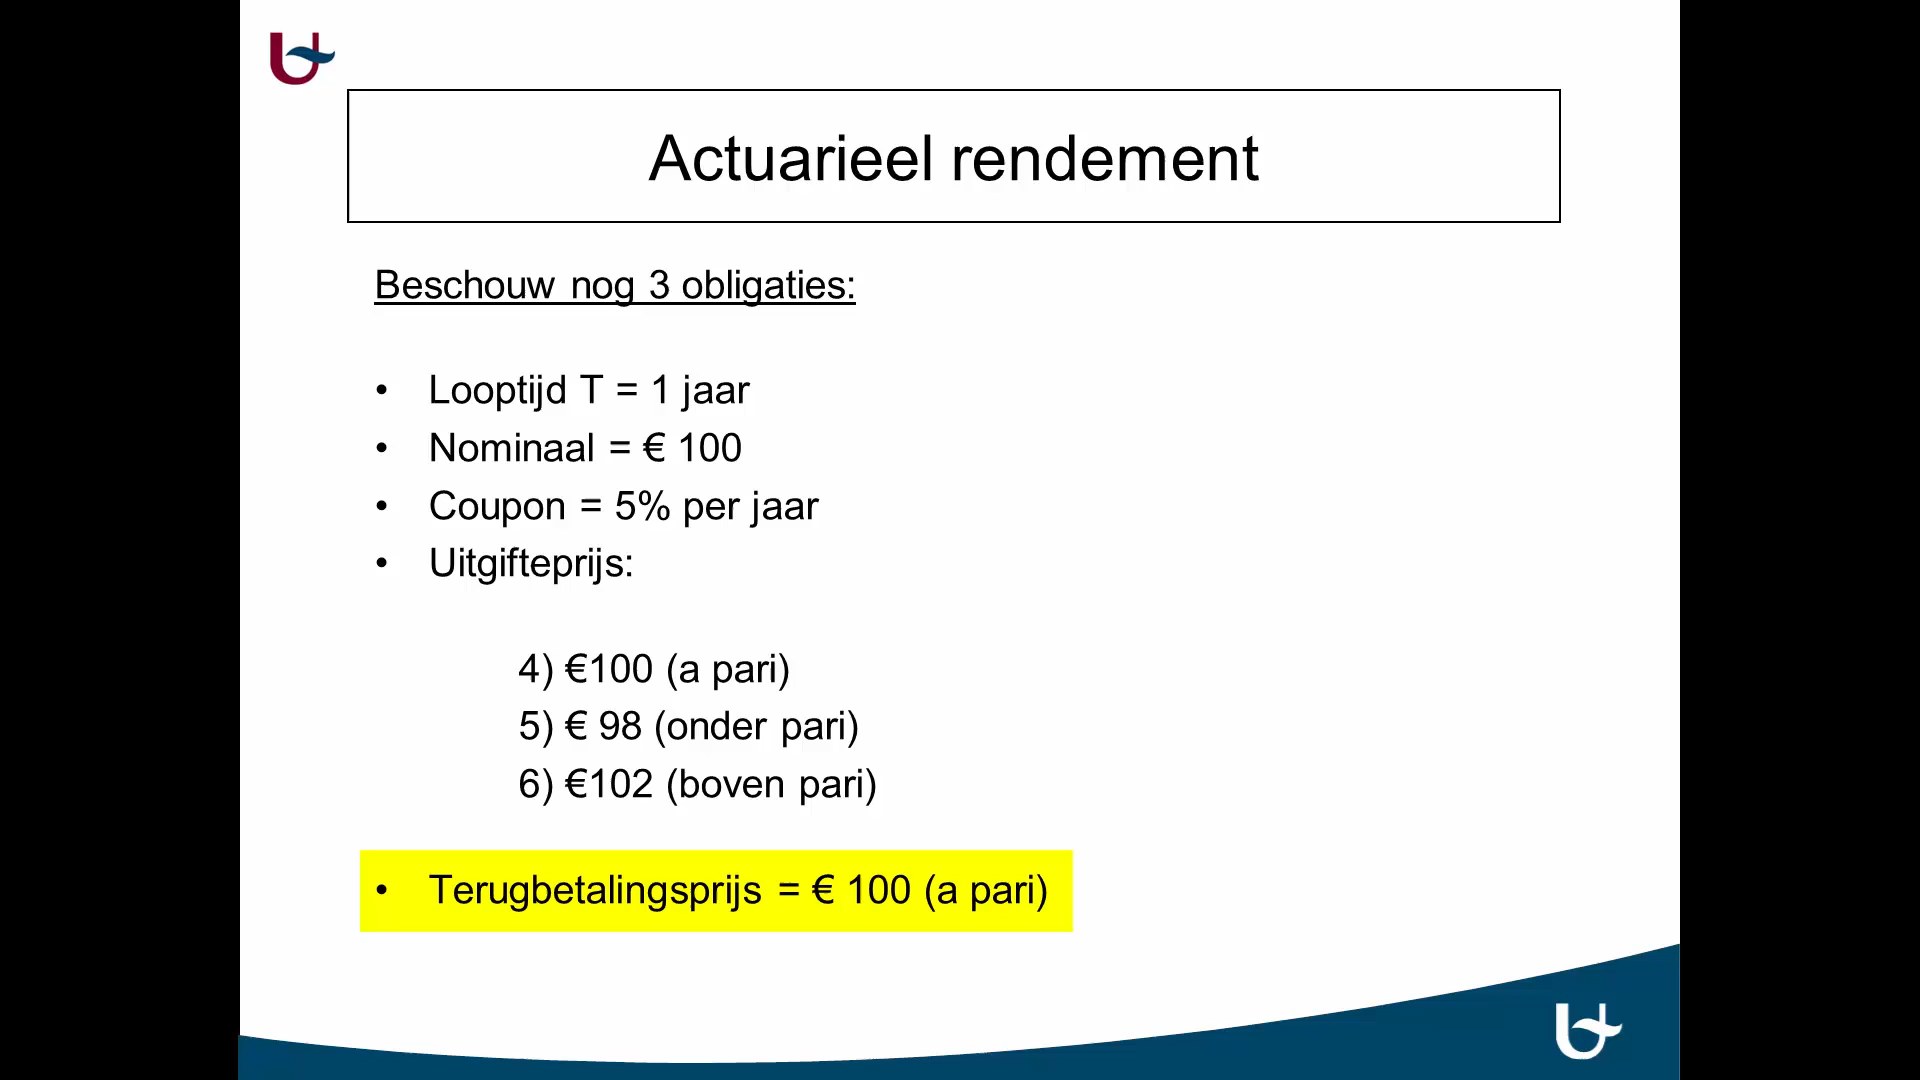 Actuarieel rendement
Beschouw nog 3 obligaties:
• Looptijd T = 1 jaar
• Nominaal = € 100
• Coupon = 5% per jaar
• Uitgifteprijs:
4) €100 (a pari)
5) € 98 (onder pari)
6) €102 (boven pari)
• Terugbetalingsprijs = € 100 (a pari)